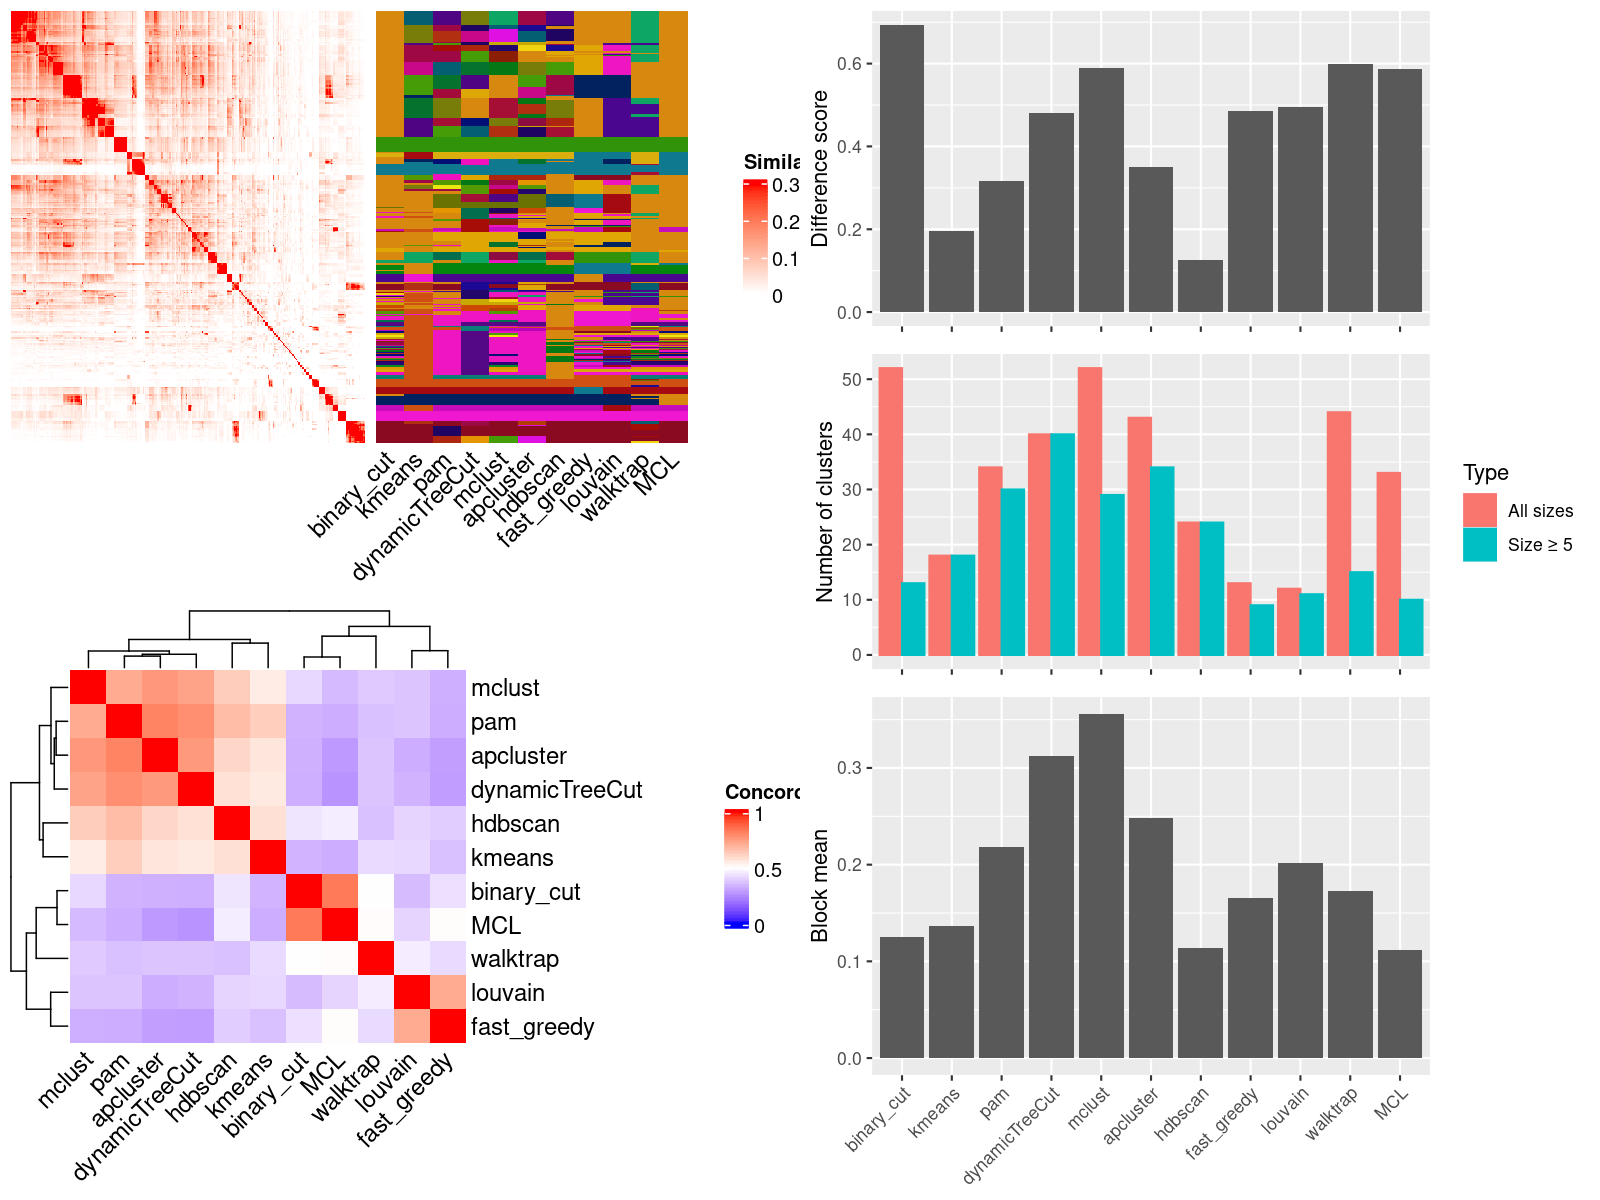 Simila
0.3
0.2
0.1
0
binary_cut
kmeans
pam
dynamicTreeCut
mclust
apcluster
hdbscan
fast_greedy
louvain
walktrap
MCL
mclust
pam
apcluster
dynamicTreeCut
hdbscan
kmeans
binary_cut
MCL
walktrap
louvain
fast_greedy
mclust
pam
apcluster
dynamicTreeCut
hdbscan
kmeans
binary_cut
MCL
walktrap
louvain
fast_greedy
Concord
1
0.5
0
Difference score
0.6
0.4
0.2
0.0
Number of clusters
50
40
30
20
10
0
Type
All sizes
Size ≥ 5
Block mean
0.3
0.2
0.1
0.0
binary_cut
kmeans
pam
dynamicTreeCut
mclust
apcluster
hdbscan
fast_greedy
louvain
walktrap
MCL